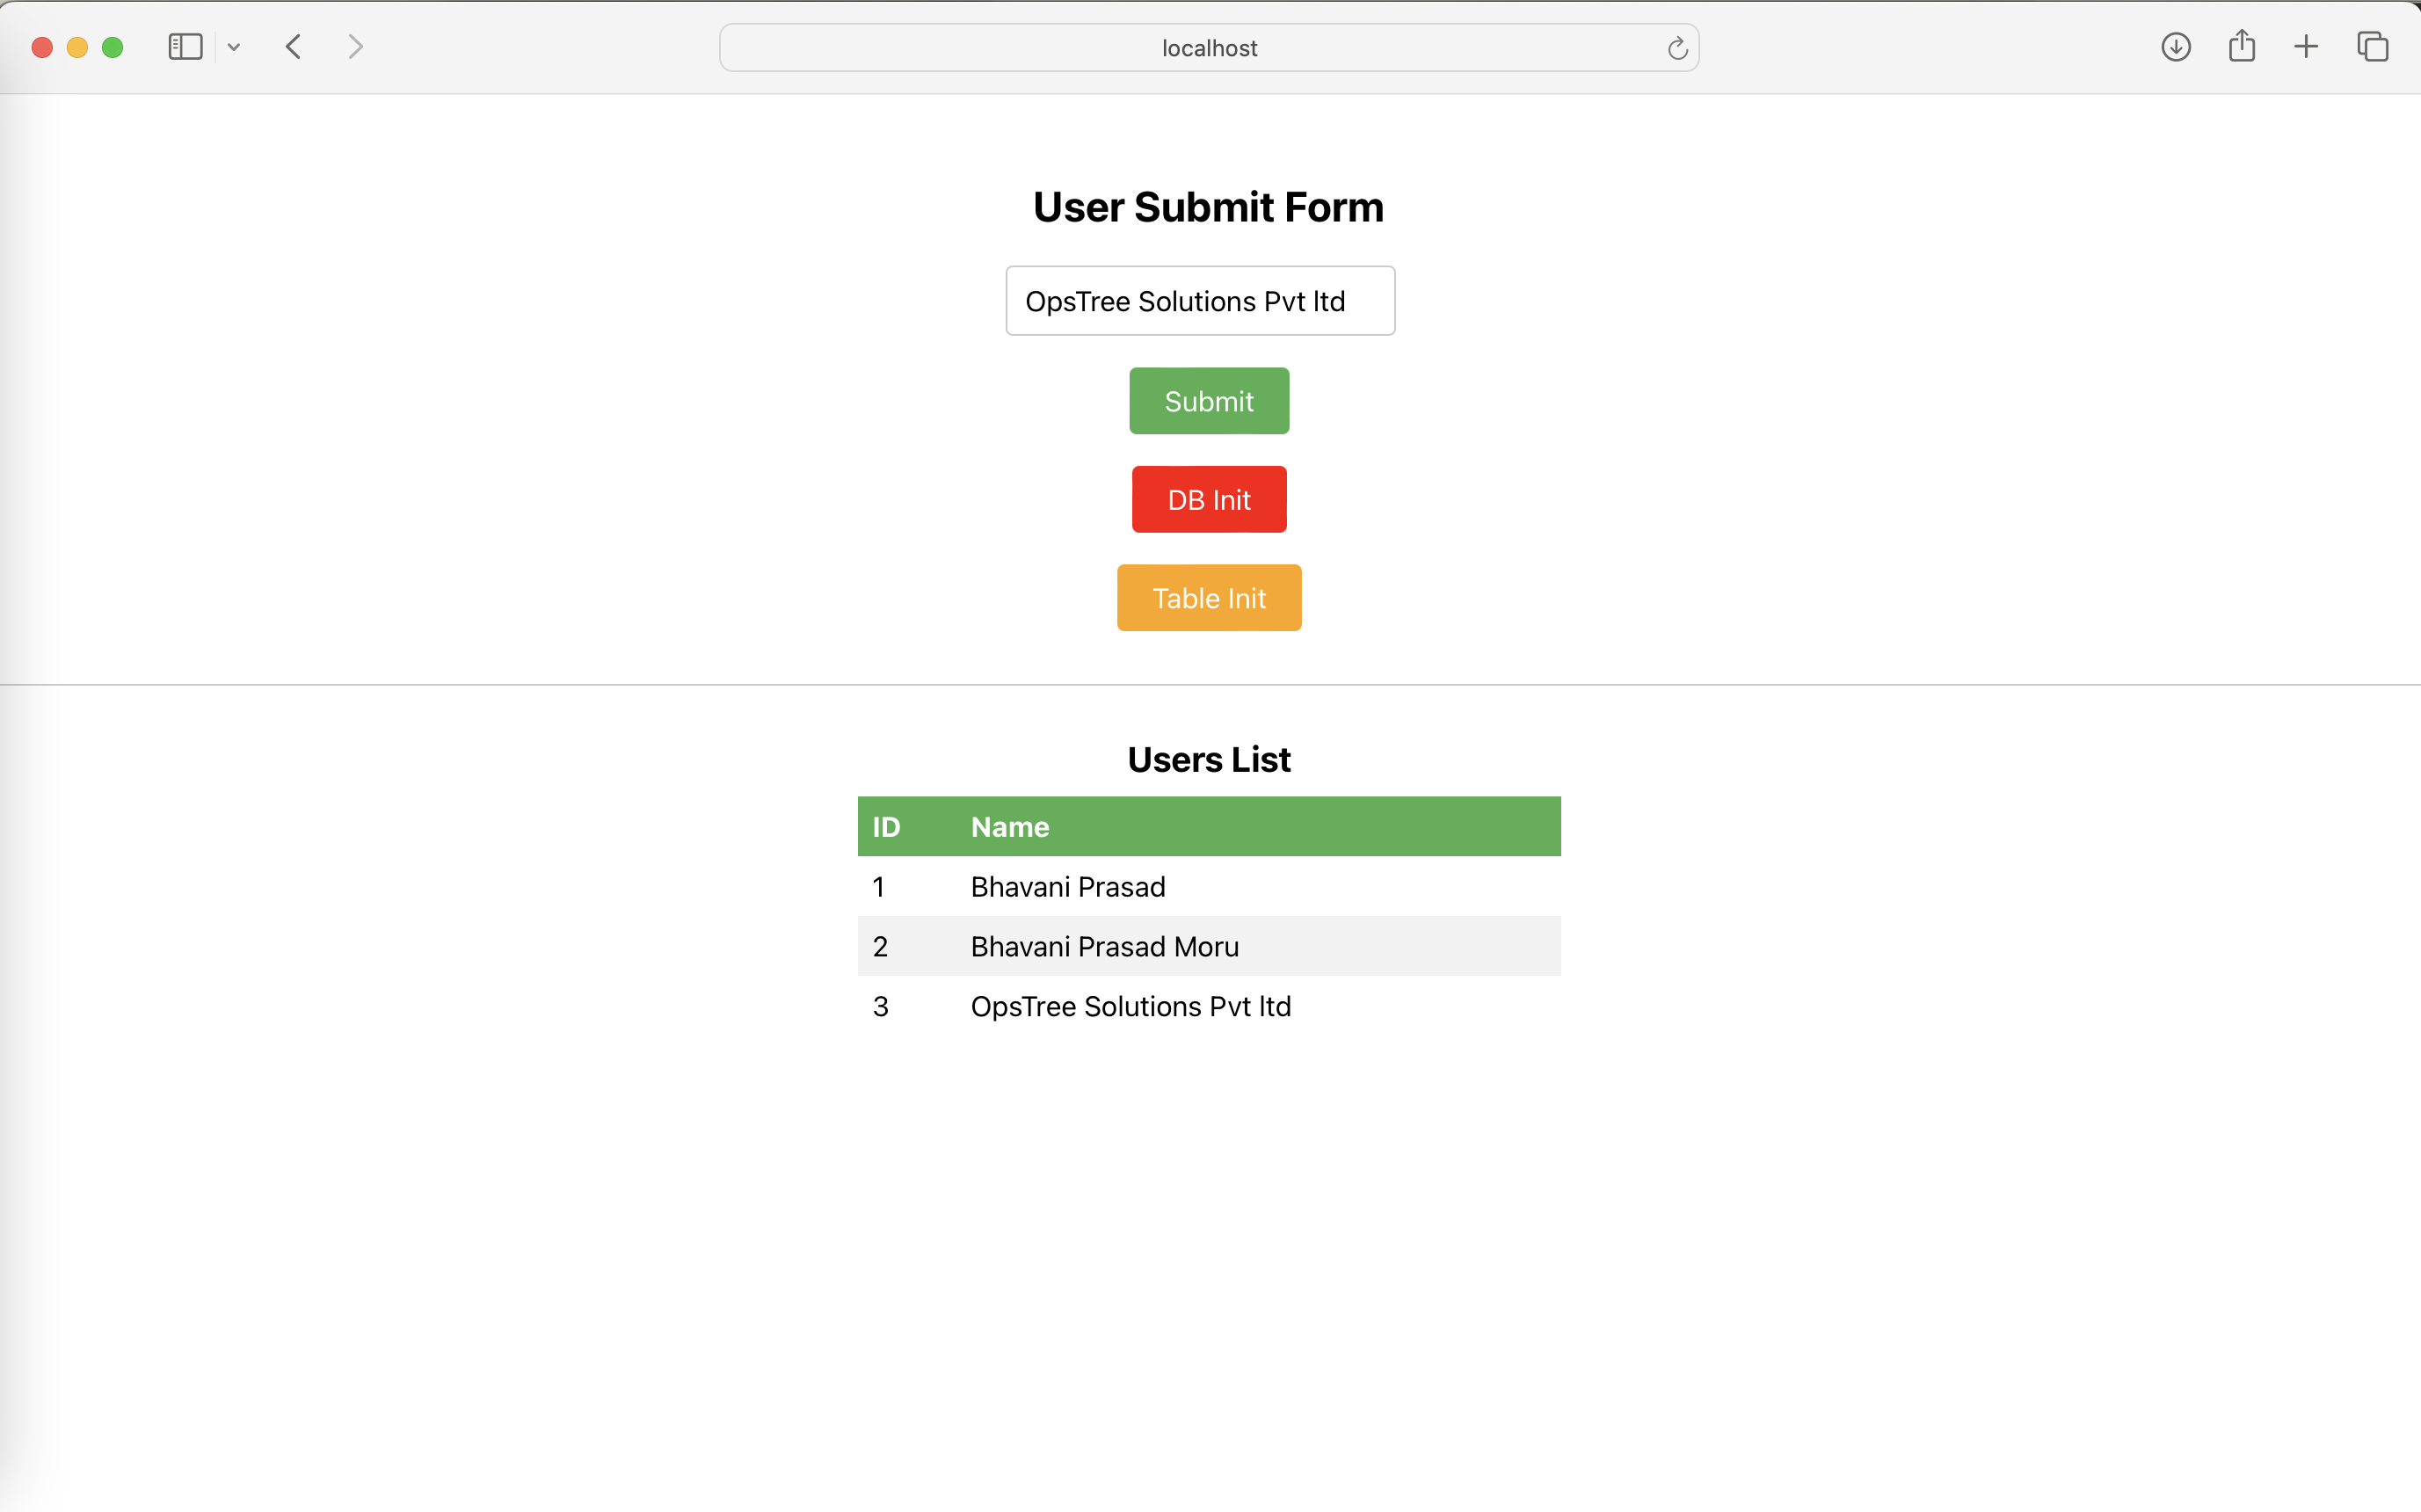 localhost
User Submit Form
OpsTree Solutions Pvt ltd
Submit
DB Init
Table Init
Users List
ID Name
1 Bhavani Prasad
2 Bhavani Prasad Moru
3 OpsTree Solutions Pvt ltd